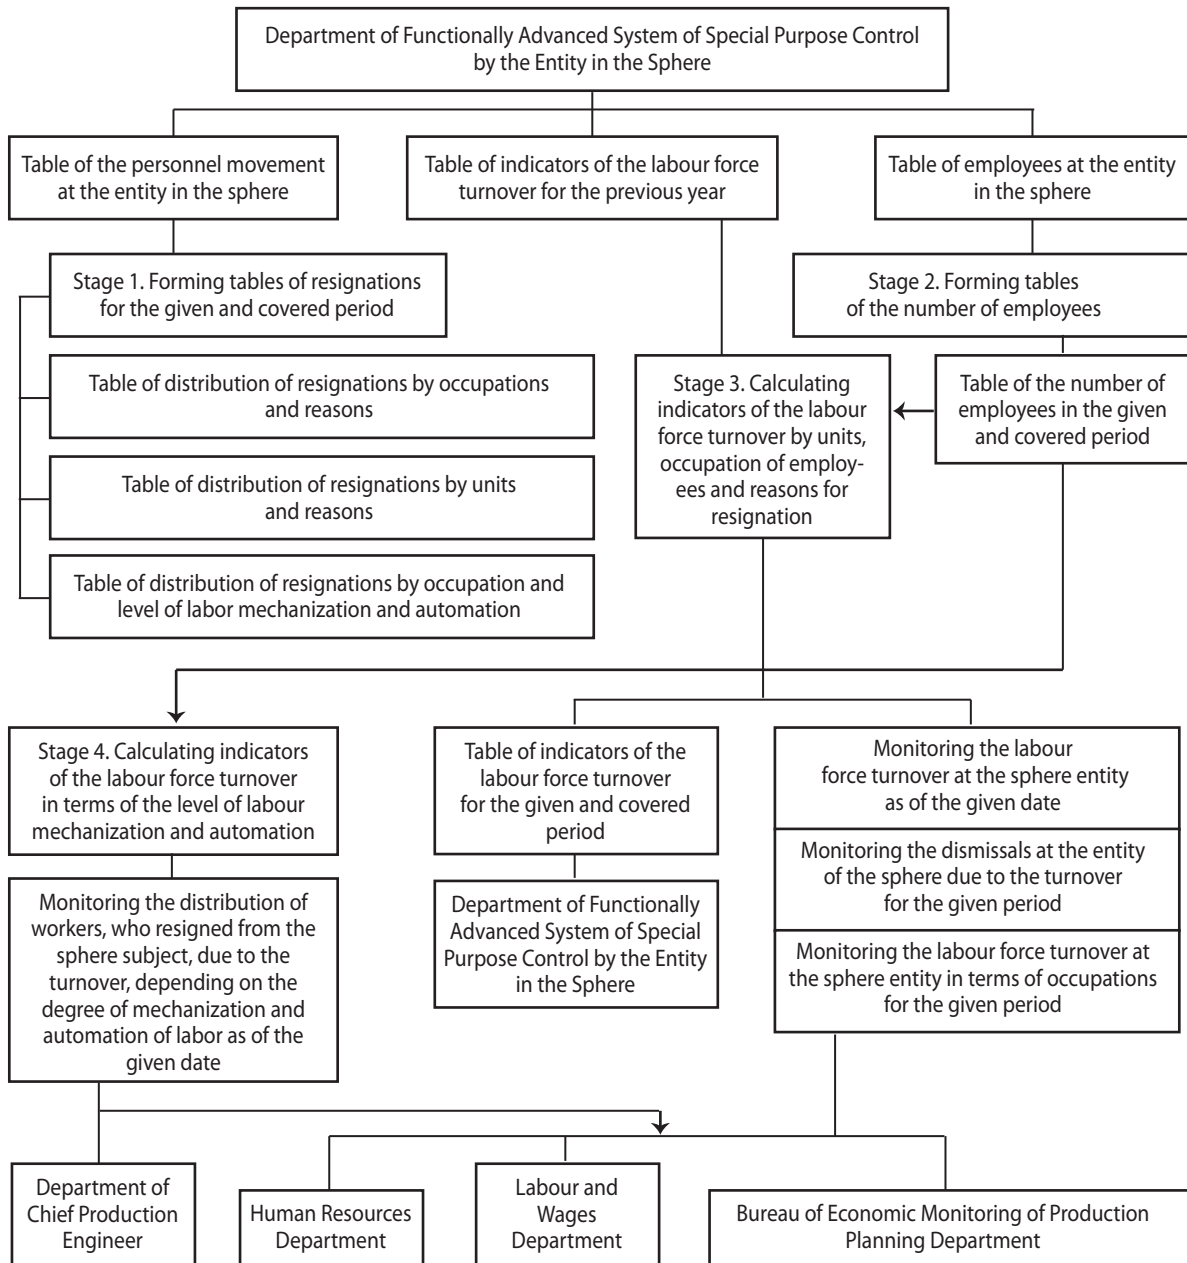 Department of Functionally Advanced System of Special Purpose Control
by the Entity in the Sphere
Table of the personnel movement
at the entity in the sphere
Table of indicators of the labour force
turnover for the previous year
Table of employees at the entity
in the sphere
Stage 1. Forming tables of resignations
for the given and covered period
Stage 2. Forming tables
of the number of employees
Table of distribution of resignations by occupations
and reasons
Stage 3. Calculating
indicators of the labour
force turnover by units,
occupation of employ-
ees and reasons for
resignation
Table of the number of
employees in the given
and covered period
Table of distribution of resignations by units
and reasons
Table of distribution of resignations by occupation and
level of labor mechanization and automation
Stage 4. Calculating indicators
of the labour force turnover
in terms of the level of labour
mechanization and automation
Table of indicators of the
labour force turnover
for the given and covered
period
Monitoring the labour
force turnover at the sphere entity
as of the given date
Monitoring the dismissals at the entity
of the sphere due to the turnover
for the given period
Monitoring the labour force turnover at
the sphere entity in terms of occupations
for the given period
Monitoring the distribution of
workers, who resigned from the
sphere subject, due to the
turnover, depending on the
degree of mechanization and
automation of labor as of the
given date
Department of Functionally
Advanced System of Special
Purpose Control by the Entity
in the Sphere
Department of
Chief Production
Engineer
Human Resources
Department
Labour and
Wages
Department
Bureau of Economic Monitoring of Production
Planning Department